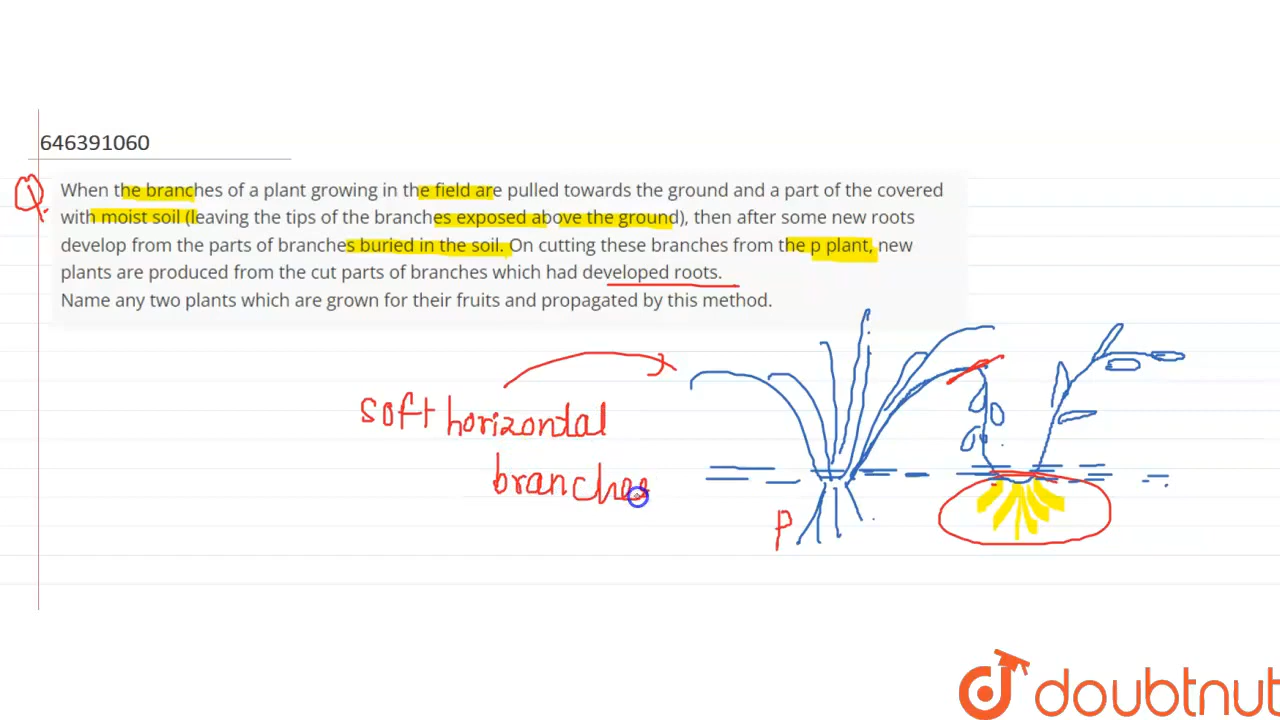 646391060
Q. When the branches of a plant growing in the field are pulled towards the ground and a part of the covered
with moist soil (leaving the tips of the branches exposed above the ground), then after some new roots
develop from the parts of branches buried in the soil. On cutting these branches from the p plant, new
plants are produced from the cut parts of branches which had developed roots.
Name any two plants which are grown for their fruits and propagated by this method.
soft horizontal
branches
P
doubtnut